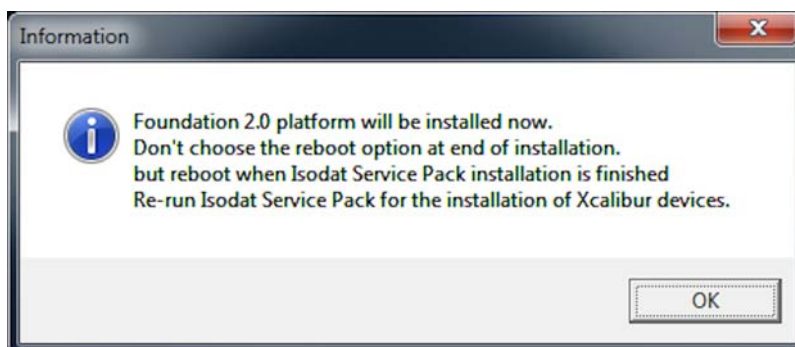 Information
Foundation 2.0 platform will be installed now.
Don't choose the reboot option at end of installation.
but reboot when Isodat Service Pack installation is finished
Re-run Isodat Service Pack for the installation of Xcalibur devices.
OK